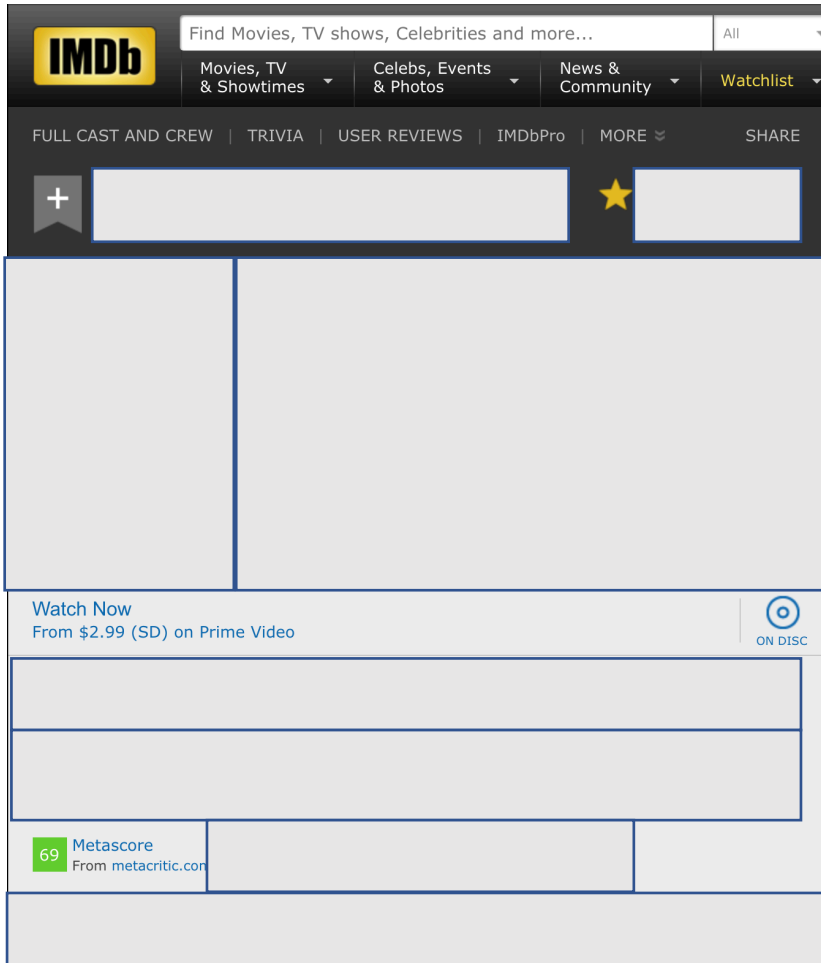 IMDb
Find Movies, TV shows, Celebrities and more...
All
Movies, TV
& Showtimes
Celebs, Events
& Photos
News &
Community
Watchlist
FULL CAST AND CREW | TRIVIA | USER REVIEWS | IMDbPro | MORE
SHARE
Watch Now
From $2.99 (SD) on Prime Video
ON DISC
69
Metascore
From metacritic.com